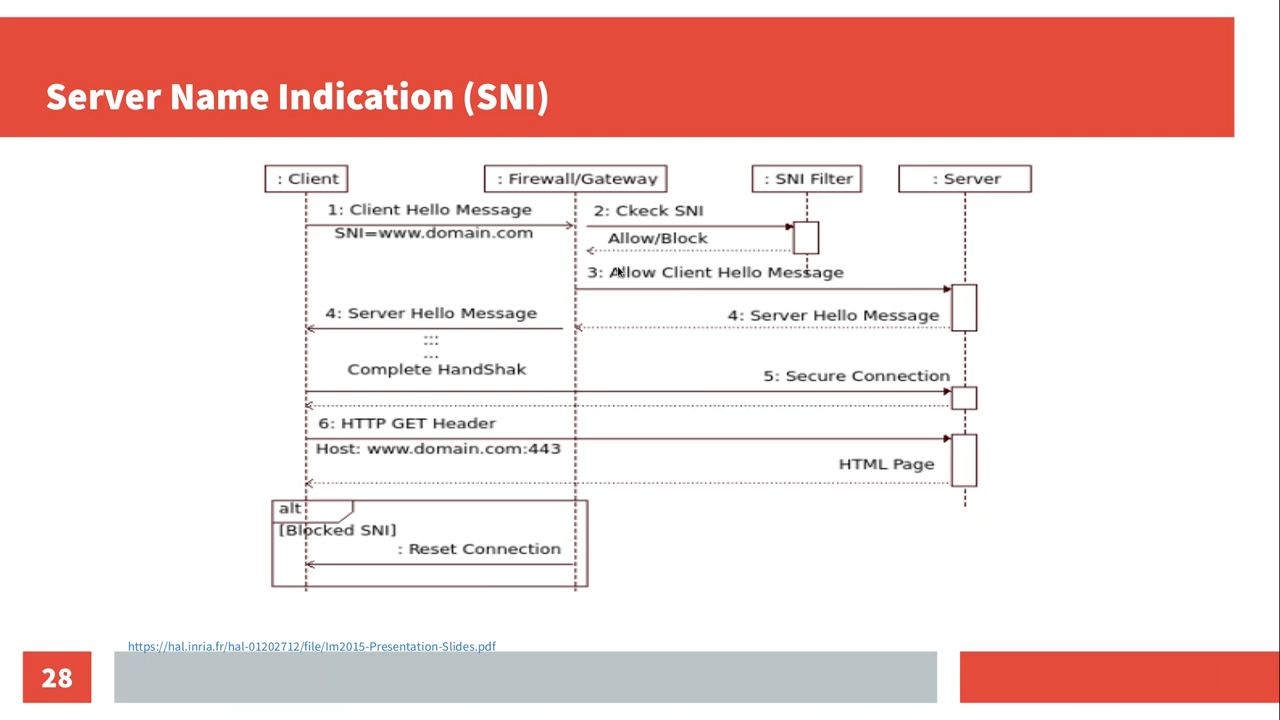 Server Name Indication (SNI)
: Client
: Firewall/Gateway
: SNI Filter
: Server
1: Client Hello Message
2: Ckeck SNI
SNI=www.domain.com
Allow/Block
3: Allow Client Hello Message
4: Server Hello Message
4: Server Hello Message
:::
...
Complete HandShak
5: Secure Connection
6: HTTP GET Header
Host: www.domain.com:443
HTML Page
alt
[Blocked SNI]
: Reset Connection
https://hal.inria.fr/hal-01202712/file/Im2015-Presentation-Slides.pdf
28